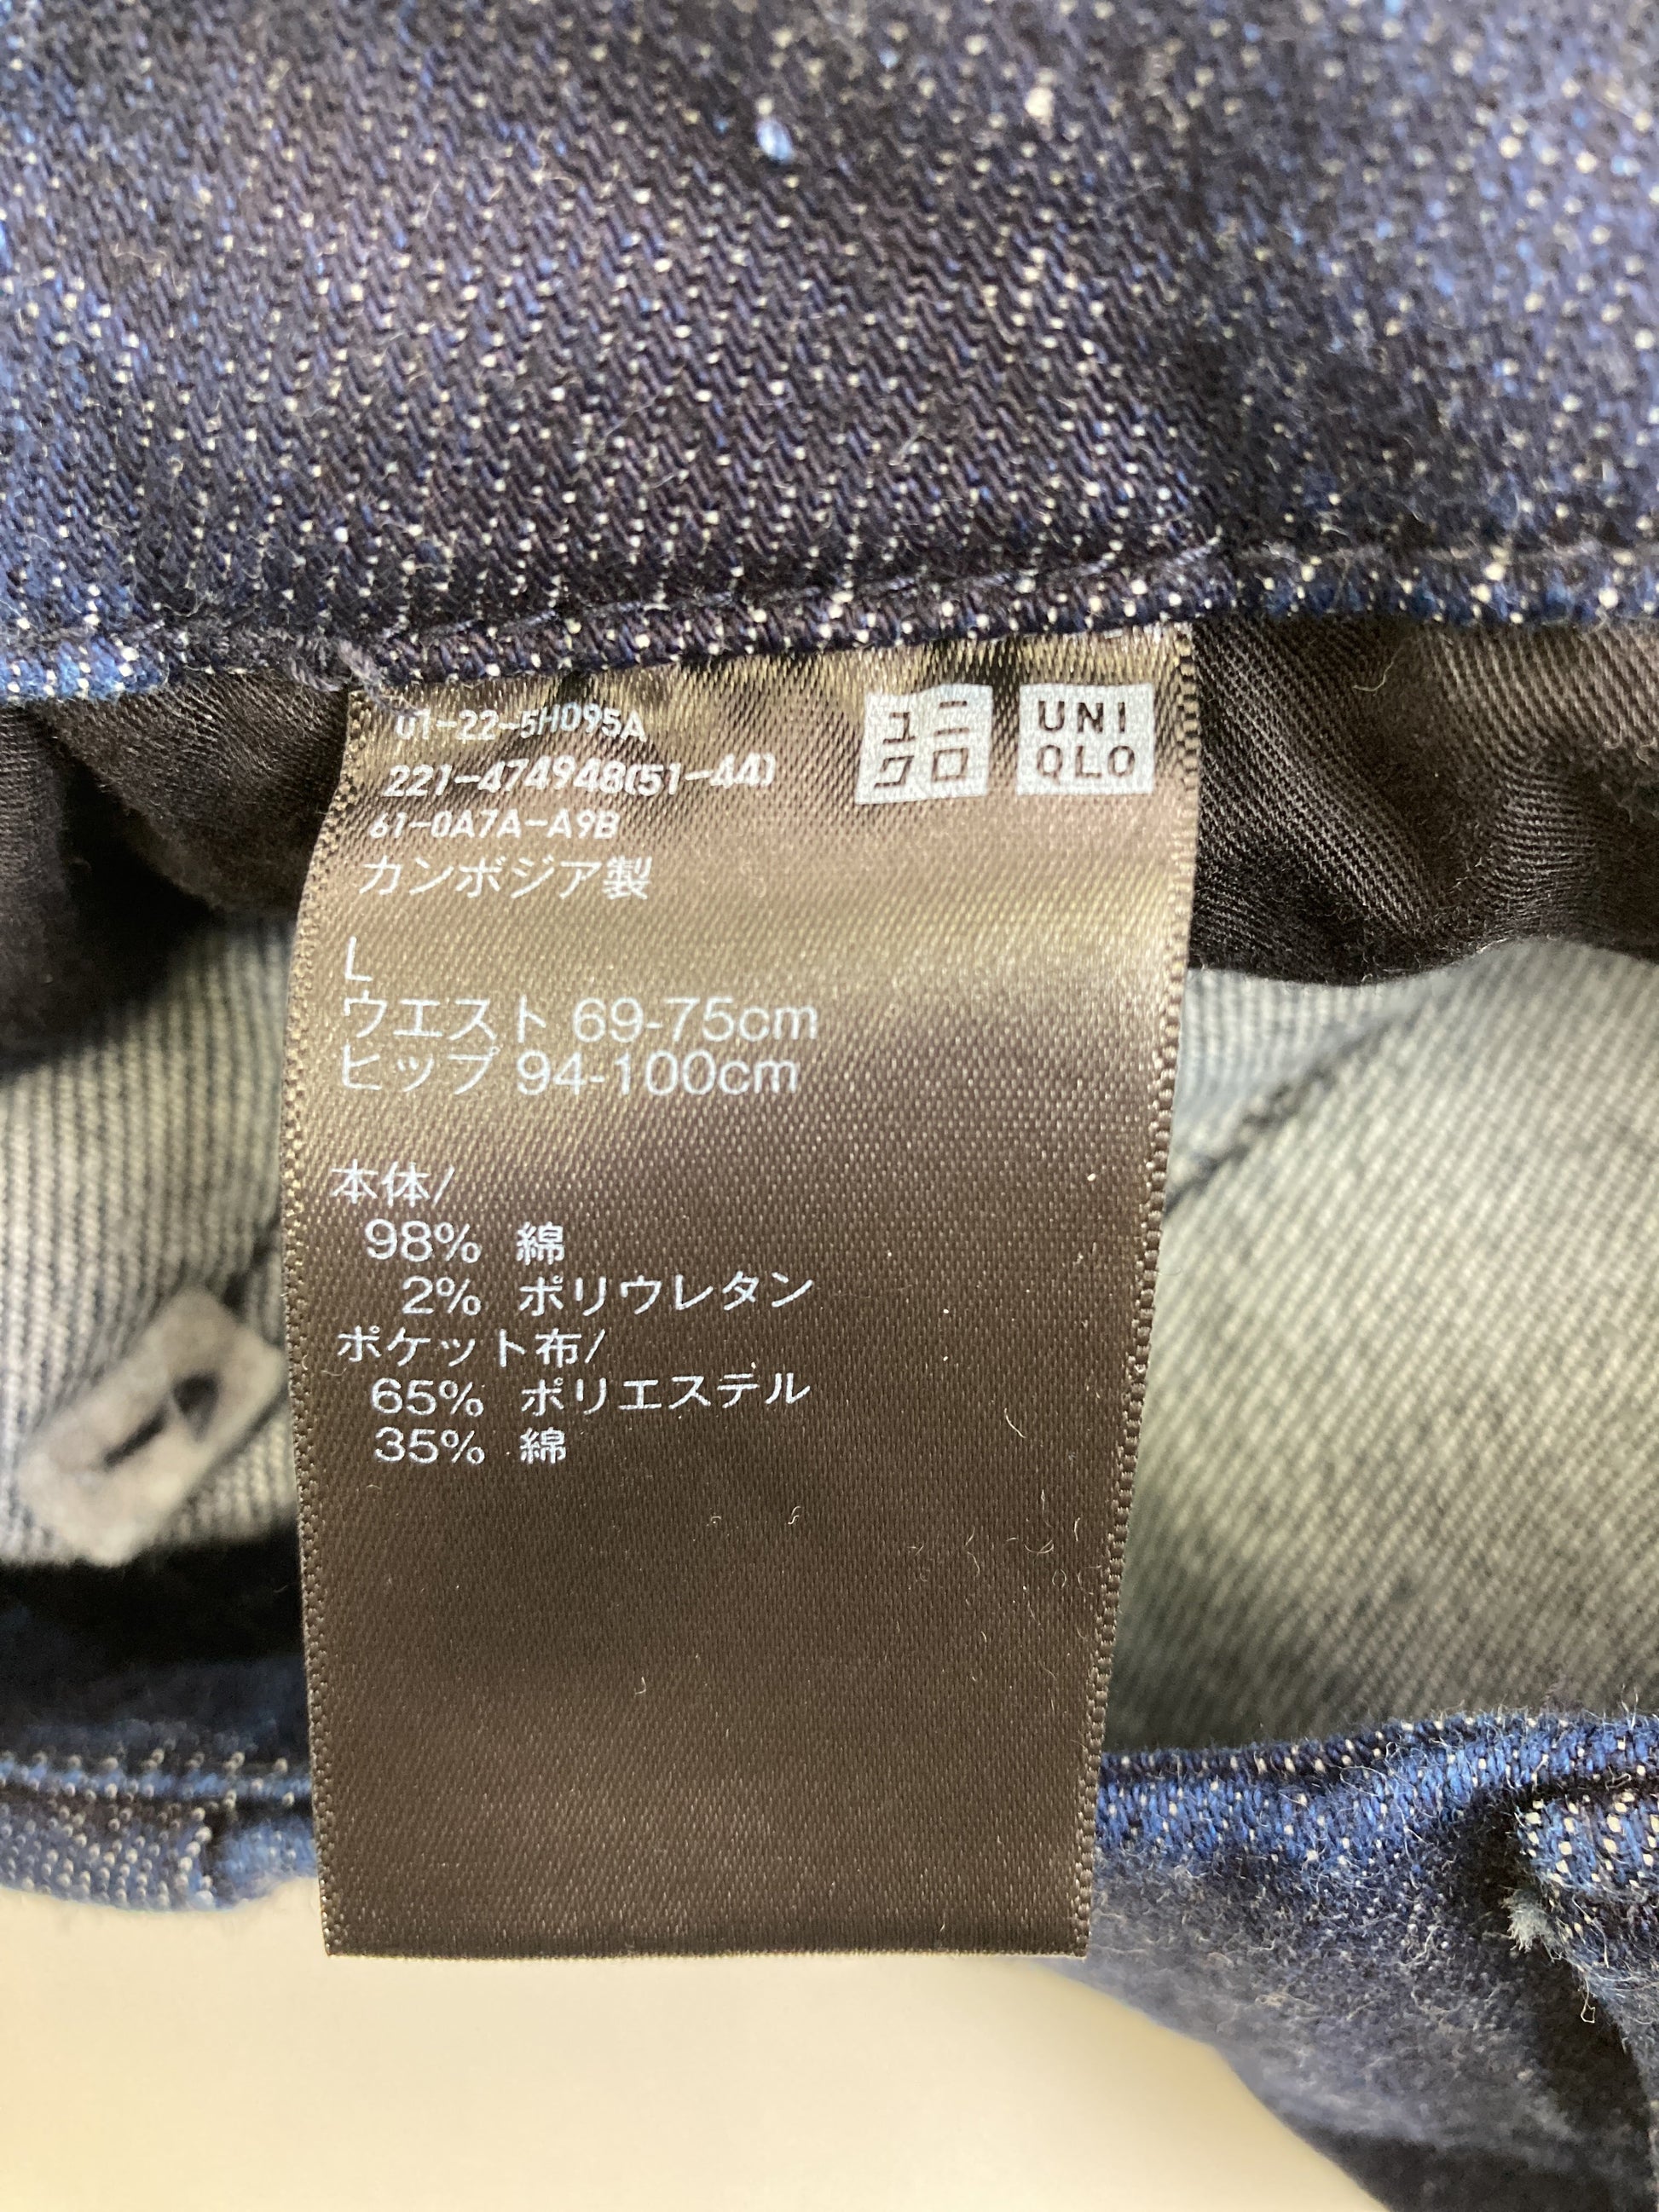 01-22-5H095A
221-474948(51-44)
61-0A7A-A9B
カンボジア製
ユニ
クロ
UNI
QLO
L
ウエスト 69-75cm
ヒップ 94-100cm
本体/
98% 綿
2% ポリウレタン
ポケット布/
65% ポリエステル
35% 綿